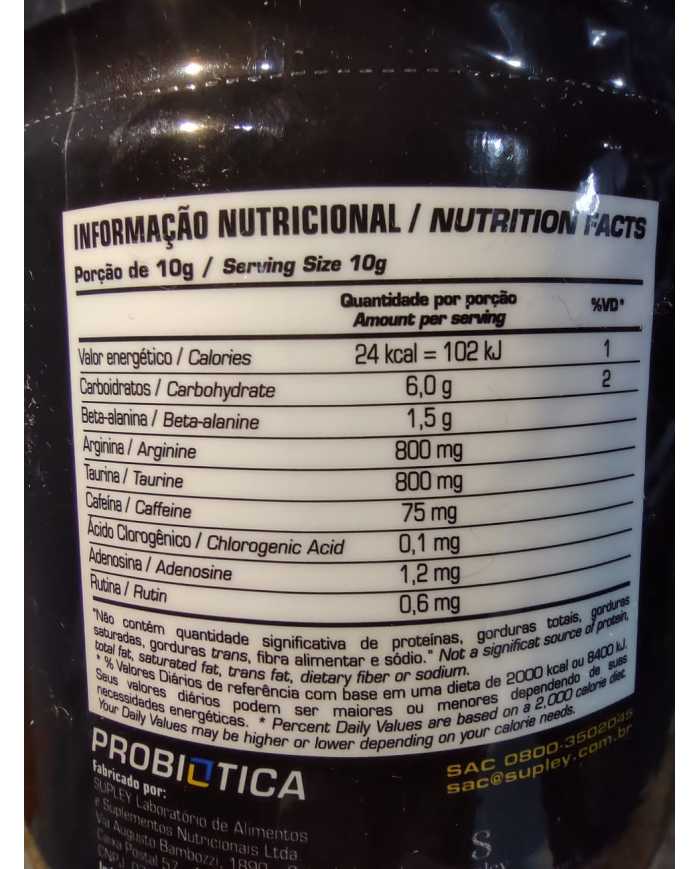 INFORMAÇÃO NUTRICIONAL / NUTRITION FACTS
Porção de 10g / Serving Size 10g
Quantidade por porção %VD*
Amount per serving
Valor energético / Calories 24 kcal = 102 kJ 1
Carboidratos / Carbohydrate 6,0 g 2
Beta-alanina / Beta-alanine 1,5 g
Arginina / Arginine 800 mg
Taurina / Taurine 800 mg
Cafeína / Caffeine 75 mg
Ácido Clorogênico / Chlorogenic Acid 0,1 mg
Adenosina / Adenosine 1,2 mg
Rutina / Rutin 0,6 mg
"Não contém quantidade significativa de proteínas, gorduras totais, gorduras
saturadas, gorduras trans, fibra alimentar e sódio." Not a significat source of protein,
total fat, saturated fat, trans fat, dietary fiber or sodium.
* % Valores Diários de referência com base em uma dieta de 2000 kcal ou 8400 kJ.
Seus valores diários podem ser maiores ou menores dependendo de suas
necessidades energéticas. * Percent Daily Values are based on a 2.000 calorie diet.
Your Daily Values may be higher or lower depending on your calorie needs.
PROBIOTICA
SAC 0800-3502045
sac@supley.com.br
Fabricado por:
SUPLEY Laboratório de Alimentos
e Suplementos Nutricionais Ltda
Via Augusto Bambozzi, 1890
Caixa Postal 57
CNPJ